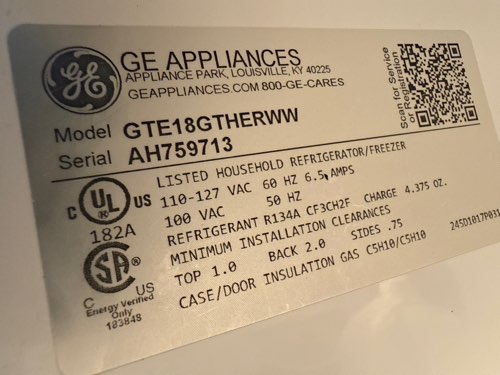 GE
GE APPLIANCES
APPLIANCE PARK, LOUISVILLE, KY 40225
GEAPPLIANCES.COM 800-GE-CARES
Scan for Service
or Registration
Model GTE18GTHERWW
Serial AH759713
C UL US
182A
LISTED HOUSEHOLD REFRIGERATOR/FREEZER
110-127 VAC 60 HZ 6.5 AMPS
100 VAC 50 HZ
REFRIGERANT R134A CF3CH2F CHARGE 4.375 OZ.
MINIMUM INSTALLATION CLEARANCES
TOP 1.0 BACK 2.0 SIDES .75
CASE/DOOR INSULATION GAS C5H10/C5H10
245D1017P031
SA
C US
Energy Verified
Only
183848